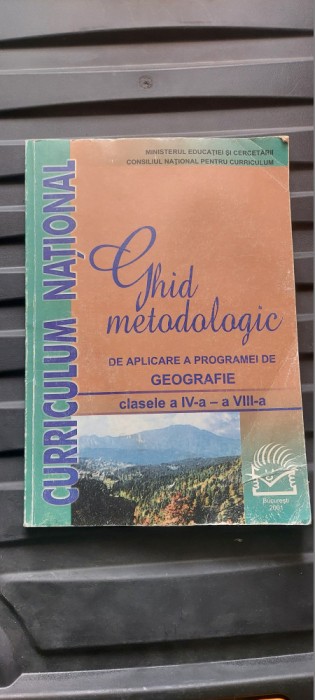 MINISTERUL EDUCAȚIEI ȘI CERCETĂRII
CONSILIUL NAȚIONAL PENTRU CURRICULUM
CURRICULUM NAȚIONAL
Ghid
metodologic
DE APLICARE A PROGRAMEI DE
GEOGRAFIE
clasele a IV-a – a VIII-a
București
2001